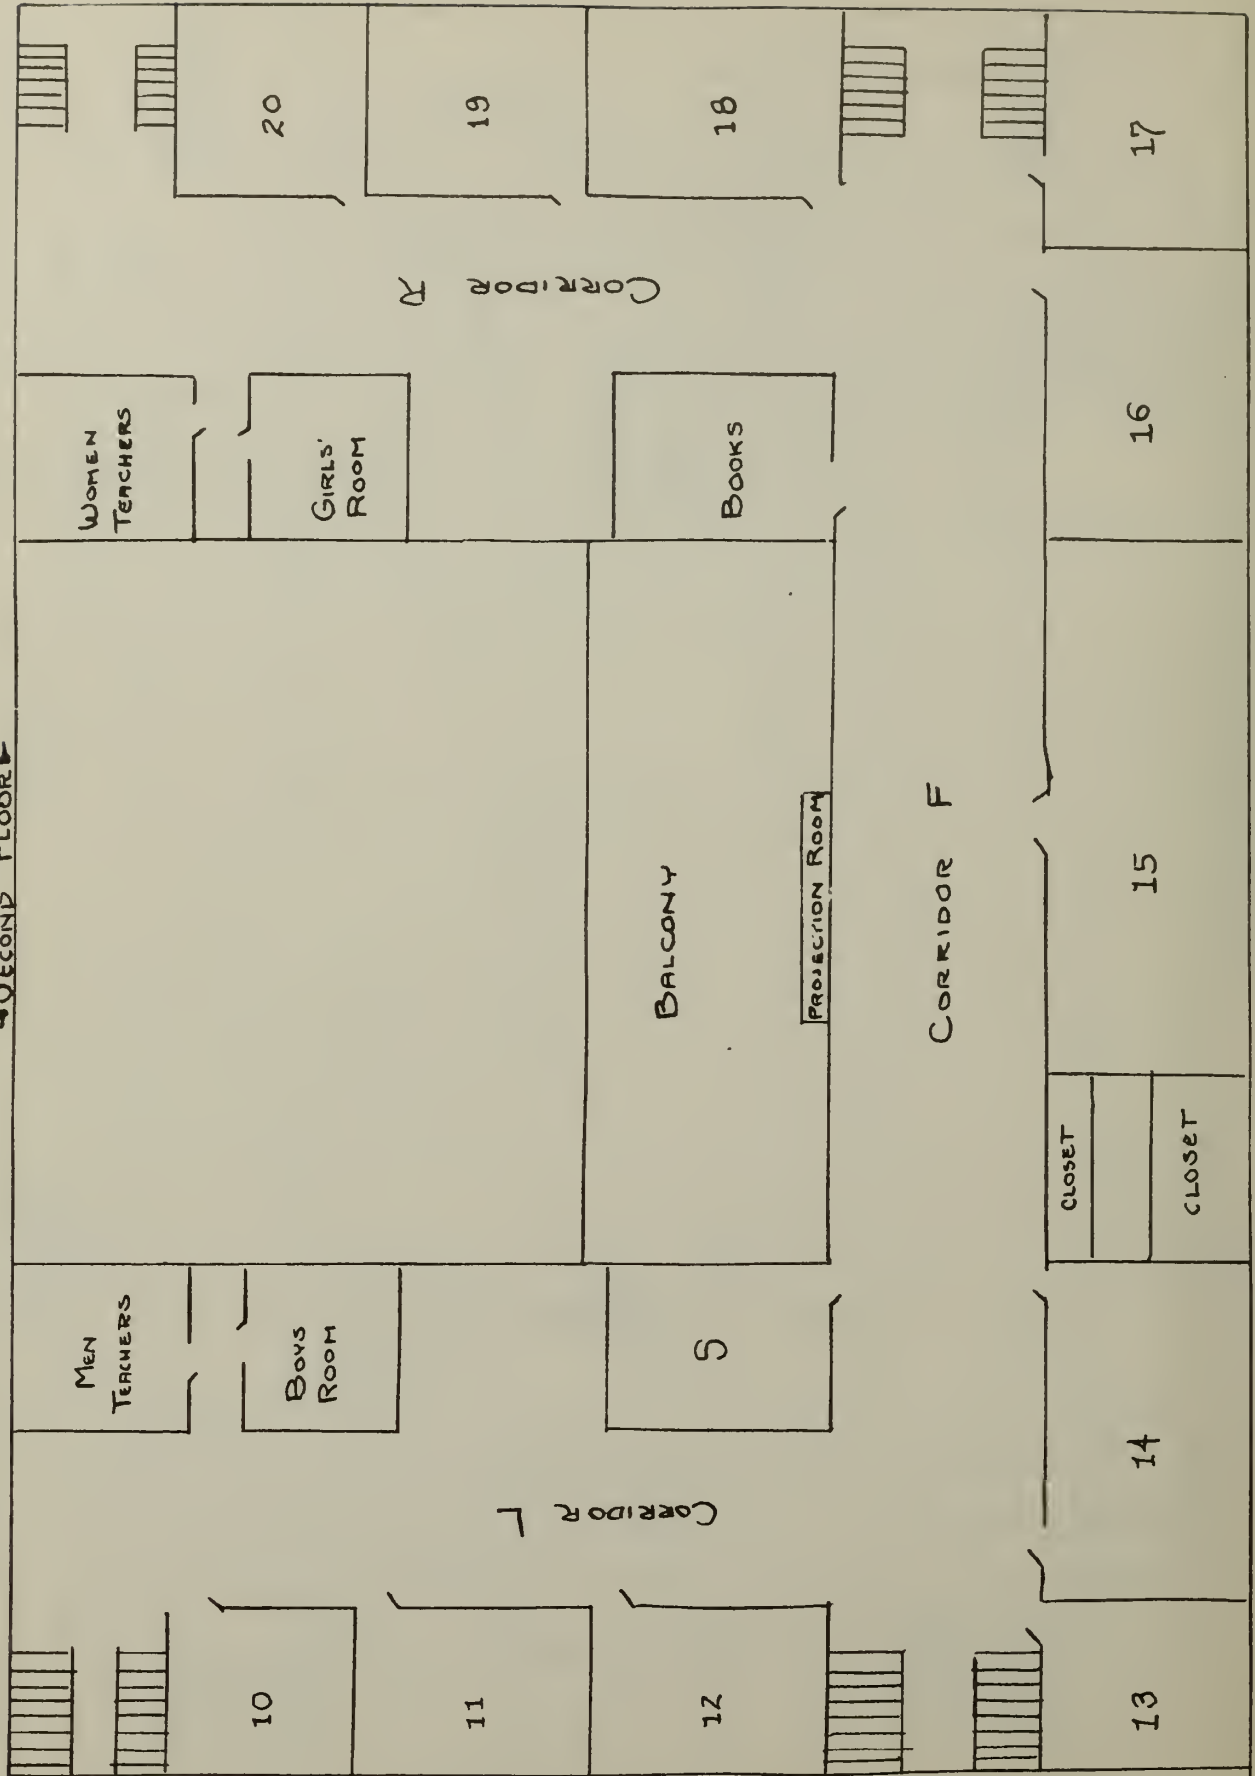 SECOND FLOOR
MEN
TEACHERS
WOMEN
TEACHERS
10
BOYS
ROOM
GIRLS'
ROOM
20
11
19
CORRIDOR L
CORRIDOR R
12
S
BALCONY
BOOKS
18
PROJECTION ROOM
CORRIDOR F
CLOSET
13
14
CLOSET
15
16
17